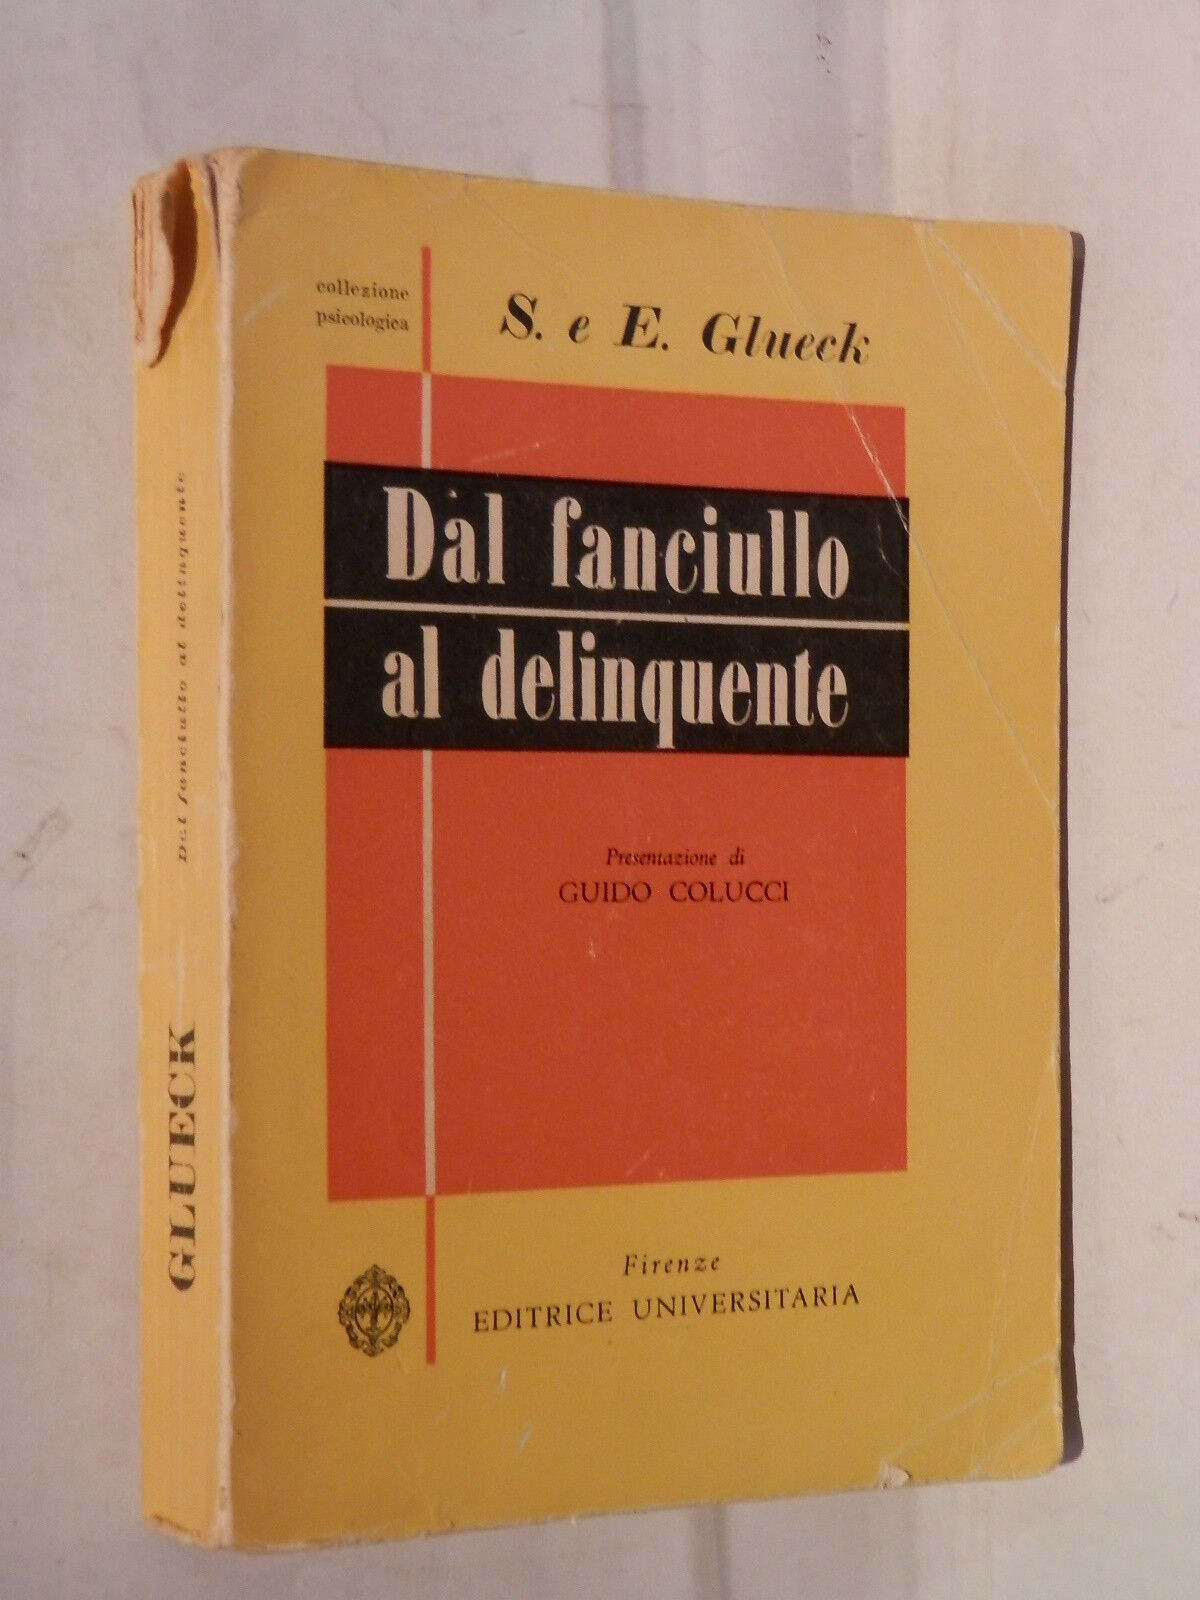 collezione
psicologica
S. e E. Glueck
Dal fanciullo
al delinquente
Presentazione di
GUIDO COLUCCI
Firenze
EDITRICE UNIVERSITARIA
GLUECK
Dal fanciullo al delinquente